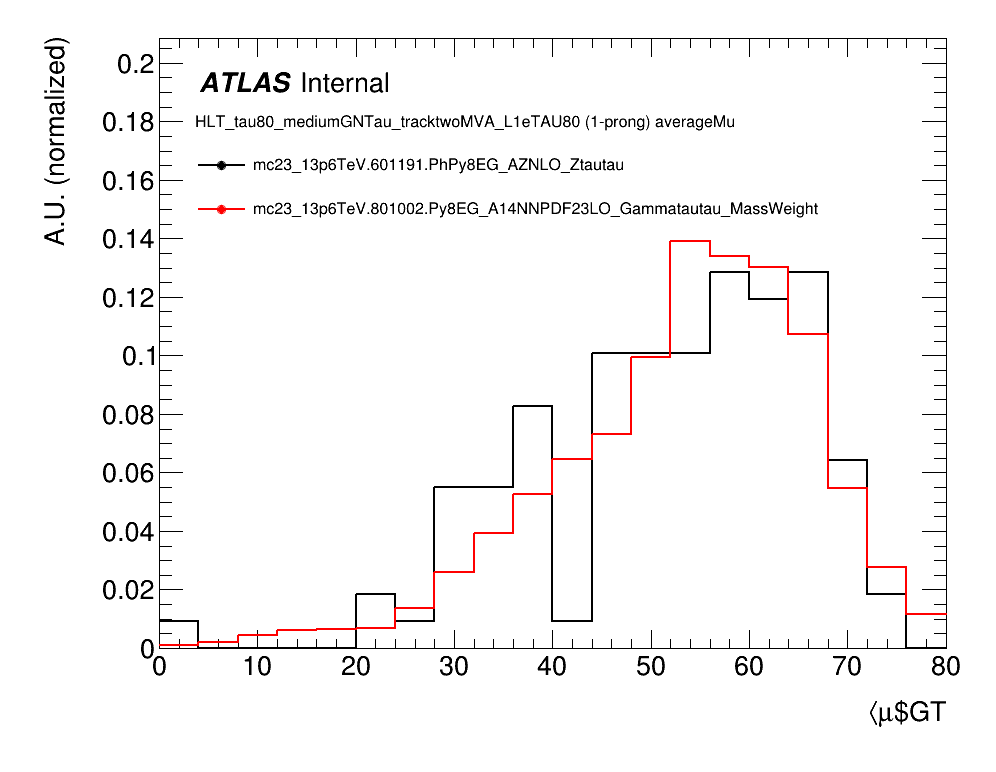 A.U. (normalized)
0.2
0.18
0.16
0.14
0.12
0.1
0.08
0.06
0.04
0.02
0
ATLAS Internal
HLT_tau80_mediumGNTau_tracktwoMVA_L1eTAU80 (1-prong) averageMu
mc23_13p6TeV.601191.PhPy8EG_AZNLO_Ztautau
mc23_13p6TeV.801002.Py8EG_A14NNPDF23LO_Gammatautau_MassWeight
0 10 20 30 40 50 60 70 80
⟨μ$GT